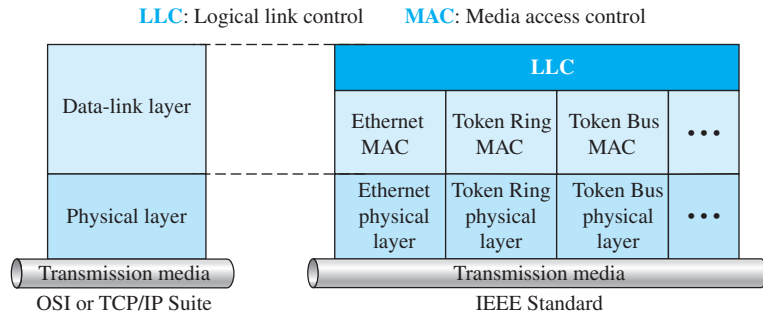 LLC: Logical link control MAC: Media access control
LLC
Data-link layer
Ethernet
MAC
Token Ring
MAC
Token Bus
MAC
•••
Physical layer
Ethernet
physical
layer
Token Ring
physical
layer
Token Bus
physical
layer
•••
Transmission media
Transmission media
OSI or TCP/IP Suite
IEEE Standard